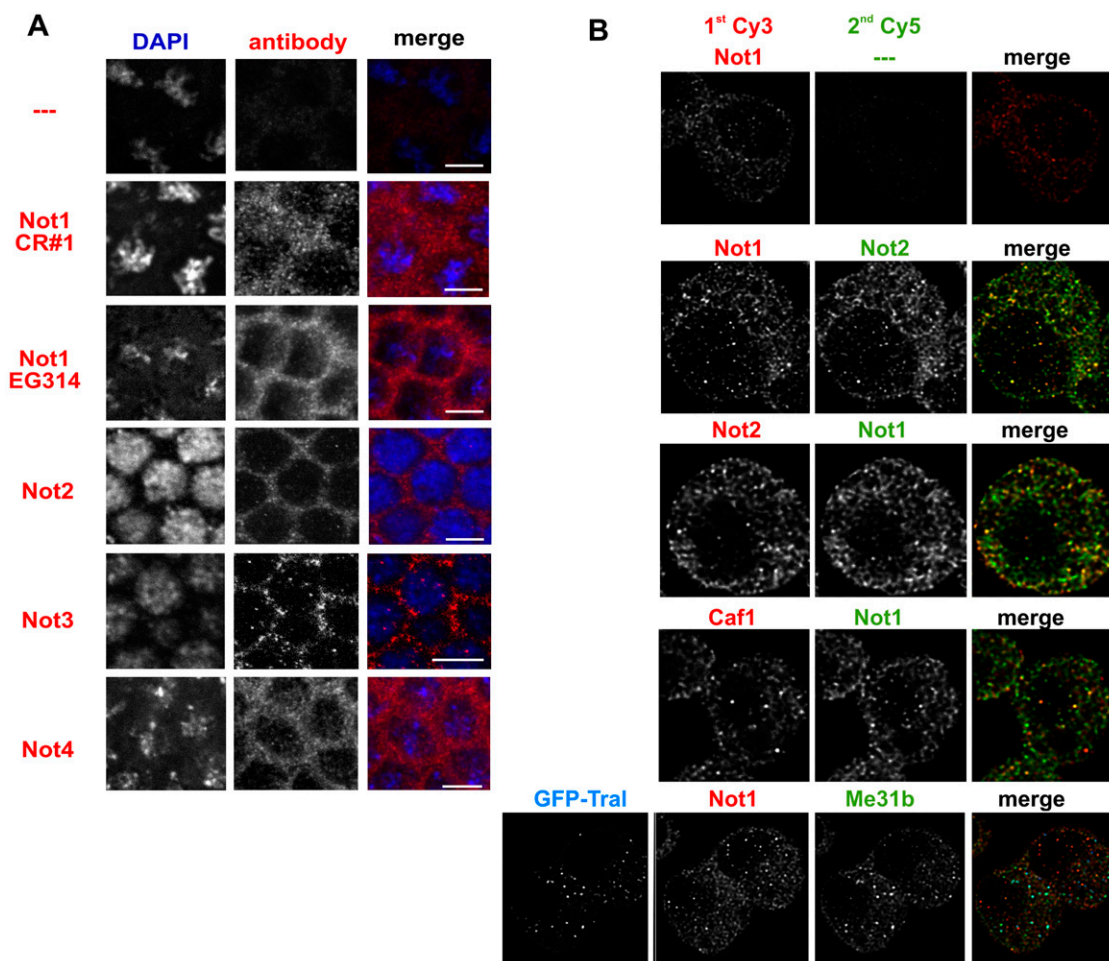 A
DAPI antibody merge
---
Not1
CR#1
Not1
EG314
Not2
Not3
Not4
B
1st Cy3 2nd Cy5
Not1 --- merge
Not1 Not2 merge
Not2 Not1 merge
Caf1 Not1 merge
GFP-Tral Not1 Me31b merge